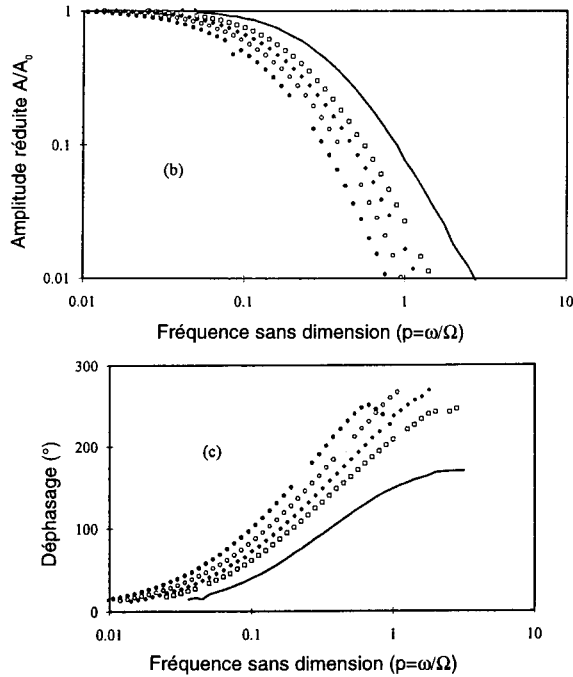 1
0.1
0.01
Amplitude réduite A/A0
(b)
0.01
0.1
1
10
Fréquence sans dimension (p=ω/Ω)
300
200
100
0
Déphasage (°)
(c)
0.01
0.1
1
10
Fréquence sans dimension (p=ω/Ω)